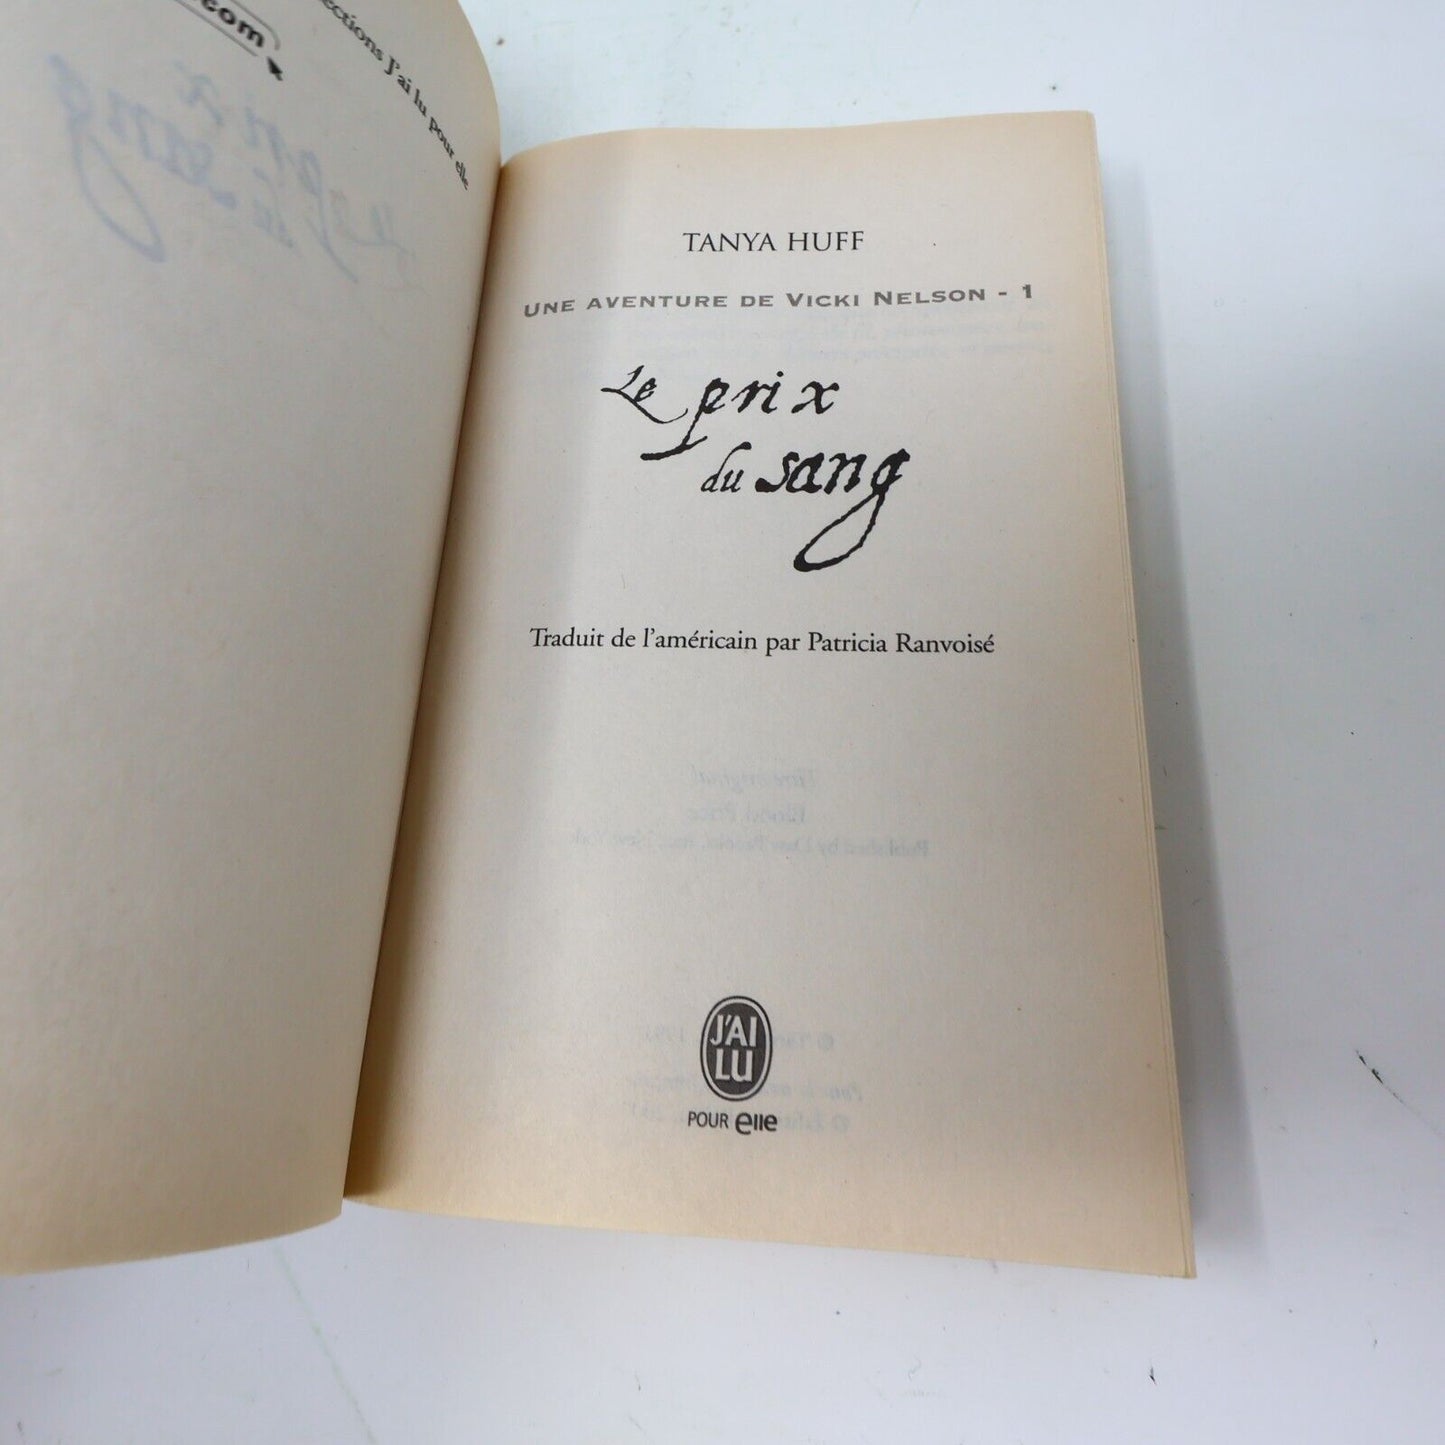 .com
ections J'ai lu pour elle
TANYA HUFF
UNE AVENTURE DE VICKI NELSON - 1
Le prix
du sang
Traduit de l'américain par Patricia Ranvoisé
J'AI
LU
POUR elle